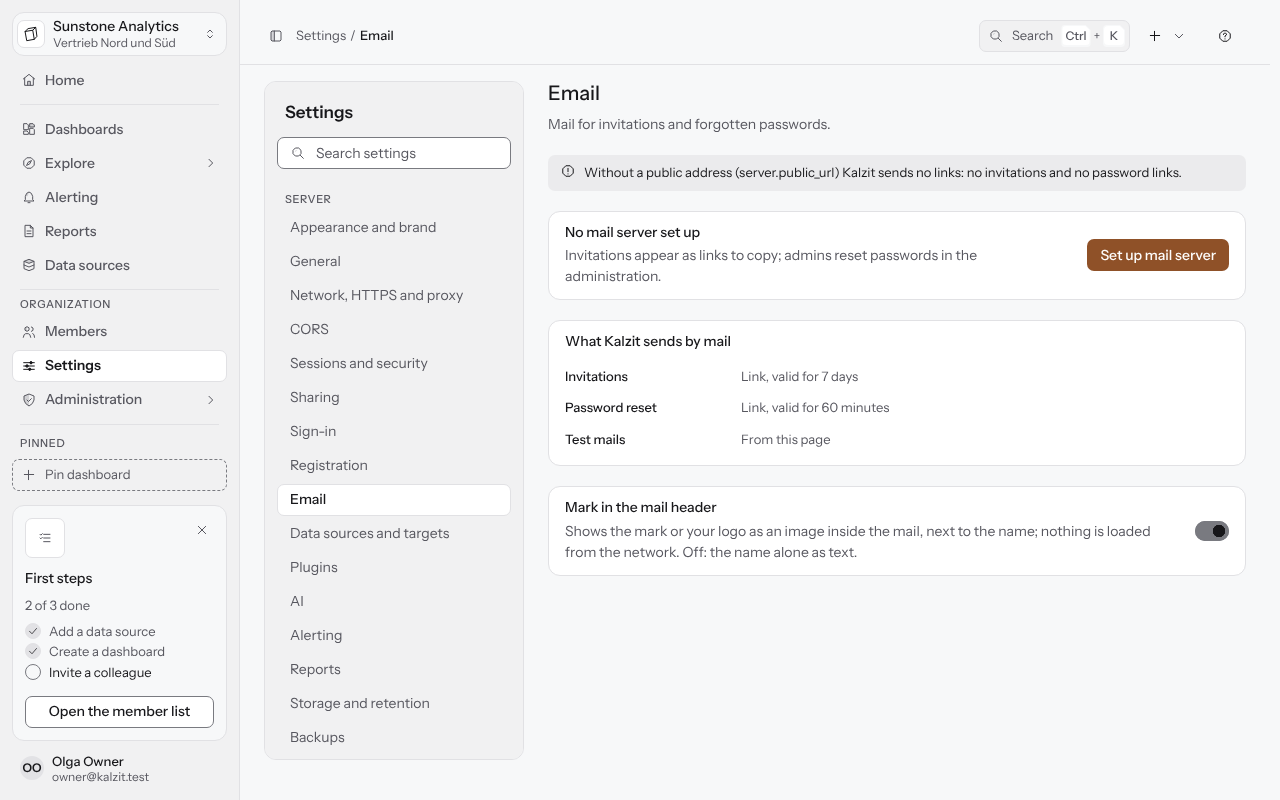 Sunstone Analytics
Vertrieb Nord und Süd
Home
Dashboards
Explore
Alerting
Reports
Data sources
ORGANIZATION
Members
Settings
Administration
PINNED
Pin dashboard
First steps
2 of 3 done
Add a data source
Create a dashboard
Invite a colleague
Open the member list
OO
Olga Owner
owner@kalzit.test
Settings / Email
Search Ctrl + K
Settings
Search settings
SERVER
Appearance and brand
General
Network, HTTPS and proxy
CORS
Sessions and security
Sharing
Sign-in
Registration
Email
Data sources and targets
Plugins
AI
Alerting
Reports
Storage and retention
Backups
Email
Mail for invitations and forgotten passwords.
Without a public address (server.public_url) Kalzit sends no links: no invitations and no password links.
No mail server set up
Invitations appear as links to copy; admins reset passwords in the
administration.
Set up mail server
What Kalzit sends by mail
Invitations Link, valid for 7 days
Password reset Link, valid for 60 minutes
Test mails From this page
Mark in the mail header
Shows the mark or your logo as an image inside the mail, next to the name; nothing is loaded
from the network. Off: the name alone as text.